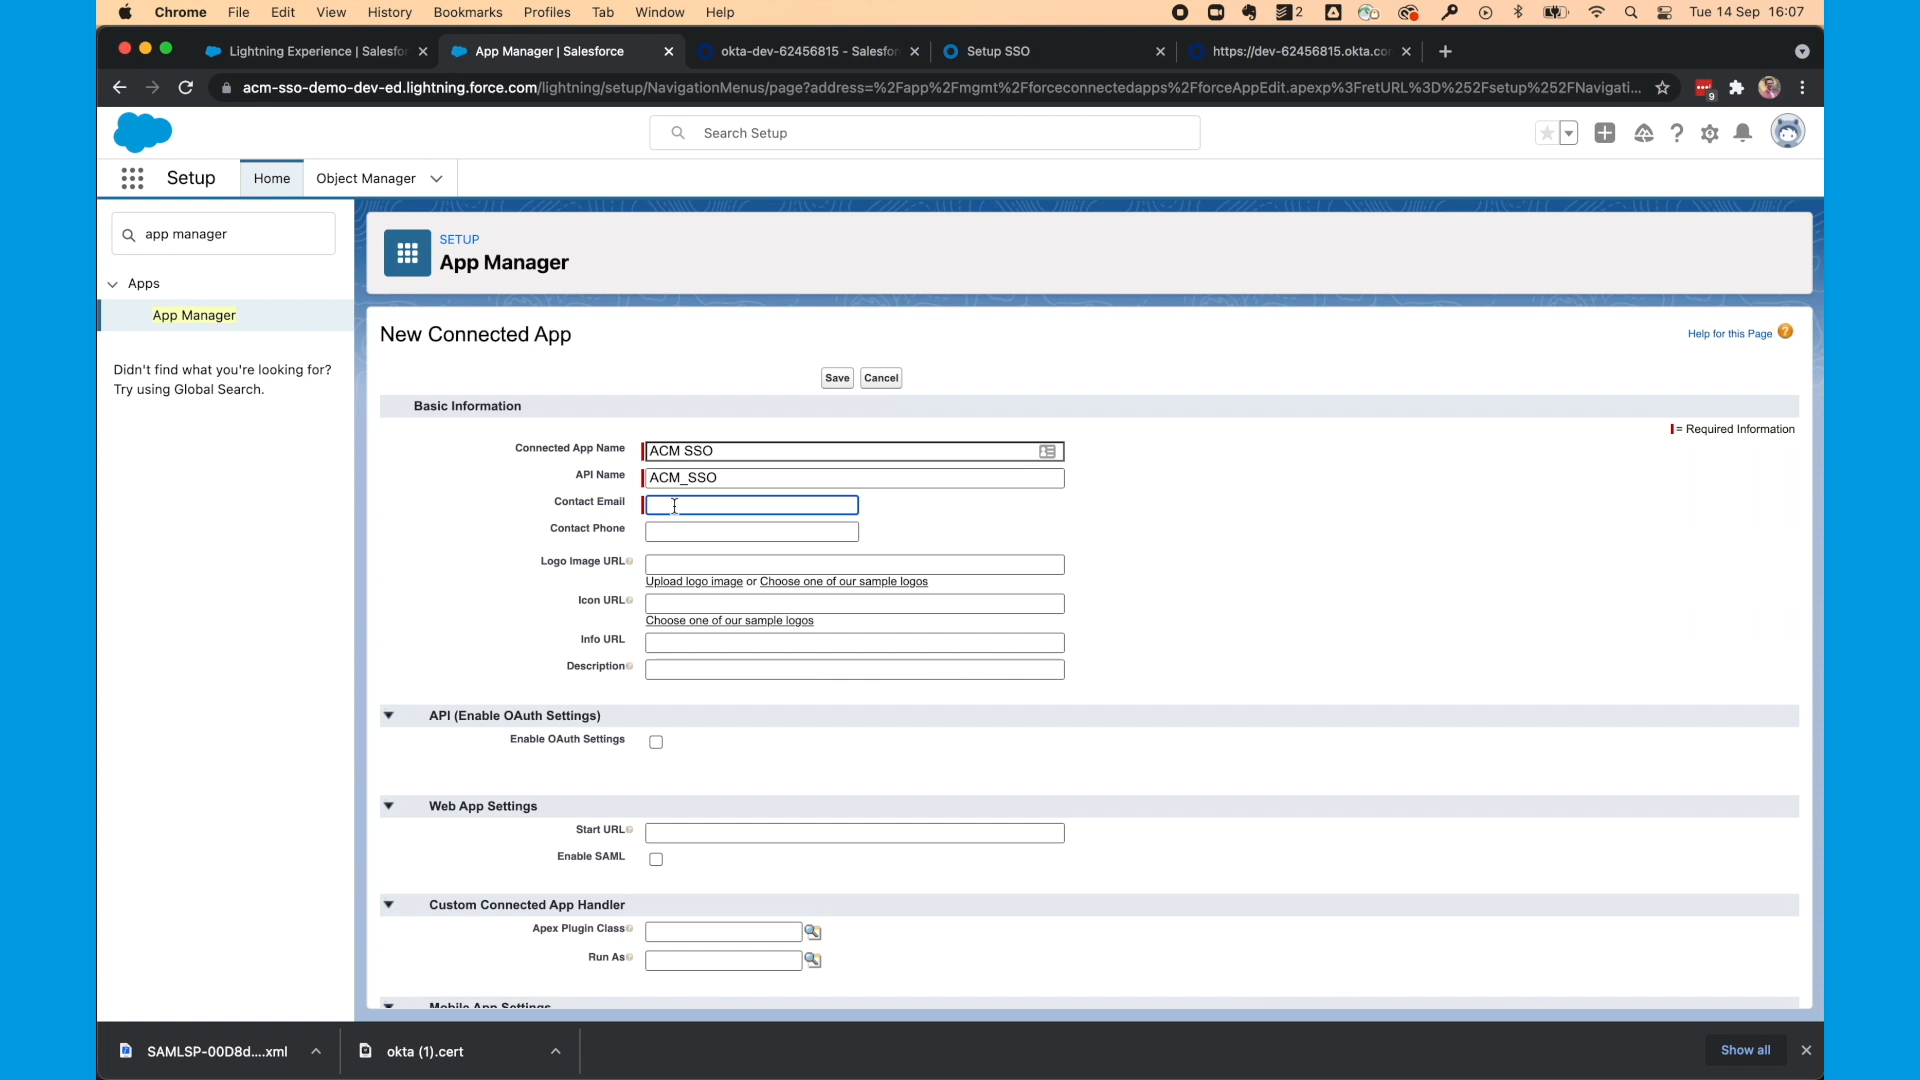 Chrome File Edit View History Bookmarks Profiles Tab Window Help 2 Tue 14 Sep 16:07
Lightning Experience | Salesfor App Manager | Salesforce okta-dev-62456815 - Salesfor Setup SSO https://dev-62456815.okta.co
acm-sso-demo-dev-ed.lightning.force.com/lightning/setup/NavigationMenus/page?address=%2Fapp%2Fmgmt%2Fforceconnectedapps%2FforceAppEdit.apexp%3FretURL%3D%252Fsetup%252FNavigati... 9
Search Setup
Setup Home Object Manager
app manager
Apps
App Manager
Didn't find what you're looking for?
Try using Global Search.
SETUP
App Manager
New Connected App
Help for this Page
Save Cancel
Basic Information
= Required Information
Connected App Name ACM SSO
API Name ACM_SSO
Contact Email
Contact Phone
Logo Image URL
Upload logo image or Choose one of our sample logos
Icon URL
Choose one of our sample logos
Info URL
Description
API (Enable OAuth Settings)
Enable OAuth Settings
Web App Settings
Start URL
Enable SAML
Custom Connected App Handler
Apex Plugin Class
Run As
Mobile App Settings
SAMLSP-00D8d....xml okta (1).cert Show all